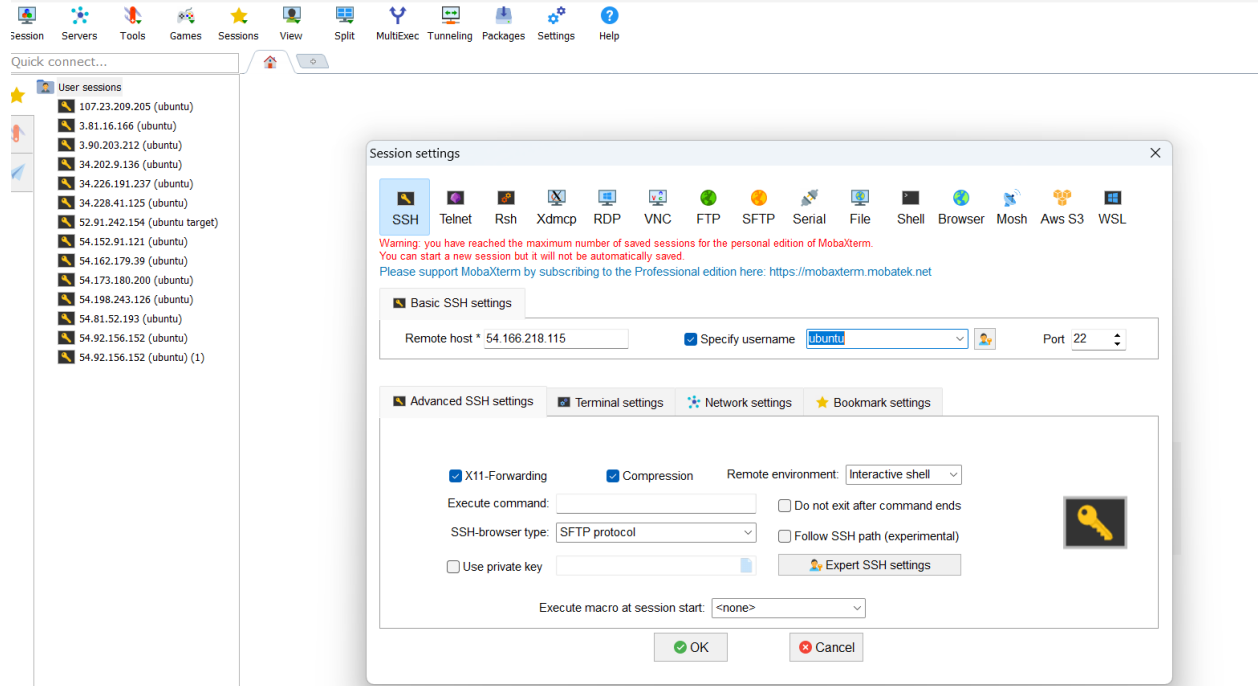 Session Servers Tools Games Sessions View Split MultiExec Tunneling Packages Settings Help
Quick connect...
User sessions
107.23.209.205 (ubuntu)
3.81.16.166 (ubuntu)
3.90.203.212 (ubuntu)
34.202.9.136 (ubuntu)
34.226.191.237 (ubuntu)
34.228.41.125 (ubuntu)
52.91.242.154 (ubuntu target)
54.152.91.121 (ubuntu)
54.162.179.39 (ubuntu)
54.173.180.200 (ubuntu)
54.198.243.126 (ubuntu)
54.81.52.193 (ubuntu)
54.92.156.152 (ubuntu)
54.92.156.152 (ubuntu) (1)
Session settings
SSH Telnet Rsh Xdmcp RDP VNC FTP SFTP Serial File Shell Browser Mosh Aws S3 WSL
Warning: you have reached the maximum number of saved sessions for the personal edition of MobaXterm.
You can start a new session but it will not be automatically saved.
Please support MobaXterm by subscribing to the Professional edition here: https://mobaxterm.mobatek.net
Basic SSH settings
Remote host * 54.166.218.115 Specify username ubuntu Port 22
Advanced SSH settings Terminal settings Network settings Bookmark settings
X11-Forwarding Compression Remote environment: Interactive shell
Execute command: Do not exit after command ends
SSH-browser type: SFTP protocol Follow SSH path (experimental)
Use private key Expert SSH settings
Execute macro at session start: <none>
OK Cancel